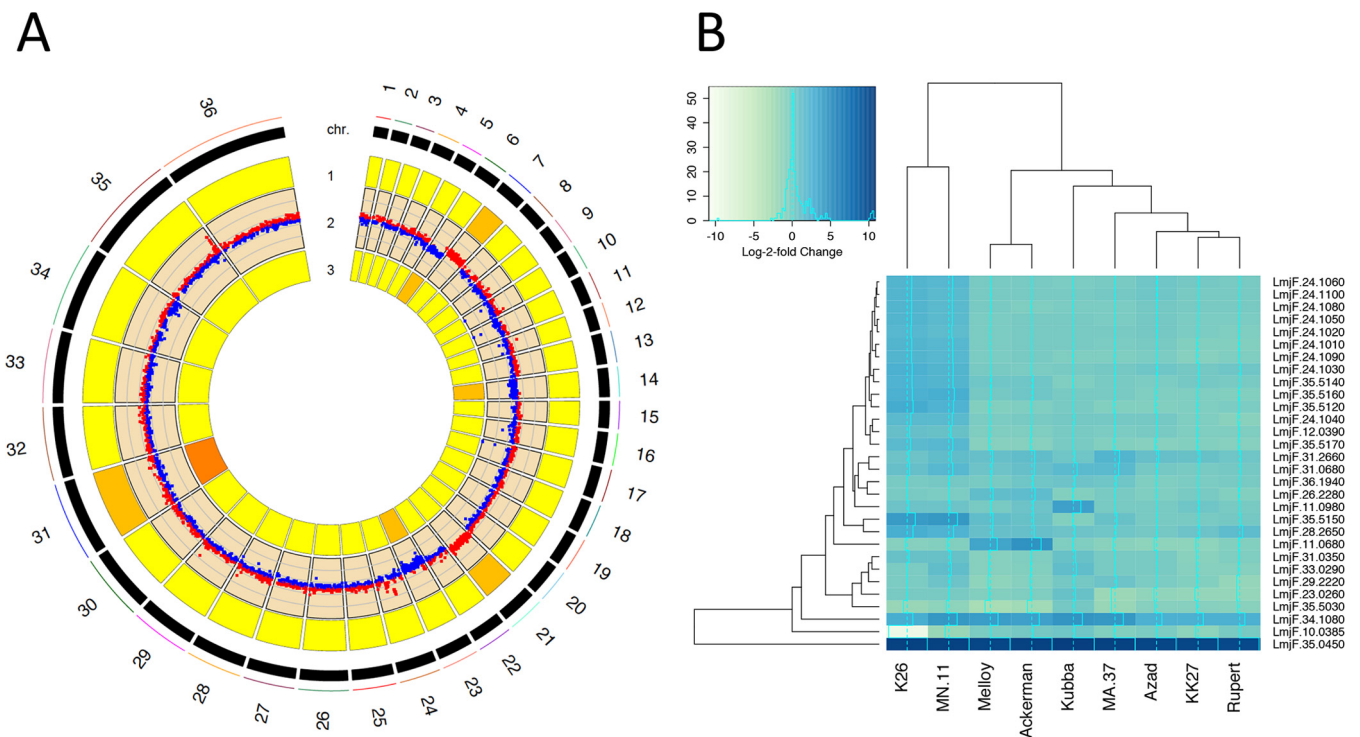 A
B
chr.
1
2
3
1
2
3
4
5
6
7
8
9
10
11
12
13
14
15
16
17
18
19
20
21
22
23
24
25
26
27
28
29
30
31
32
33
34
35
36
50
40
30
20
10
0
-10
-5
0
5
10
Log-2-fold Change
LmjF.24.1060
LmjF.24.1100
LmjF.24.1080
LmjF.24.1050
LmjF.24.1020
LmjF.24.1010
LmjF.24.1090
LmjF.24.1030
LmjF.35.5140
LmjF.35.5160
LmjF.35.5120
LmjF.24.1040
LmjF.12.0390
LmjF.35.5170
LmjF.31.2660
LmjF.31.0680
LmjF.36.1940
LmjF.26.2280
LmjF.11.0980
LmjF.35.5150
LmjF.28.2650
LmjF.11.0680
LmjF.31.0350
LmjF.33.0290
LmjF.29.2220
LmjF.23.0260
LmjF.35.5030
LmjF.34.1080
LmjF.10.0385
LmjF.35.0450
K26
MN.11
Melloy
Ackerman
Kubba
MA.37
Azad
KK27
Rupert